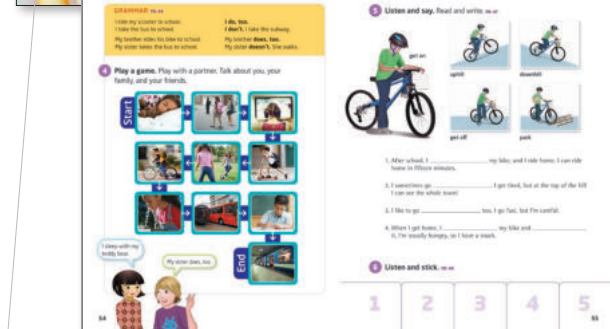 GRAMMAR
I ride my scooter to school. I do, too.
I take the bus to school. I don't. I take the subway.
My brother rides his bike to school. My brother does, too.
My sister takes the bus to school. My sister doesn't. She walks.
4 Play a game. Play with a partner. Talk about you, your
family, and your friends.
Start
End
I sleep with my
teddy bear.
My sister does, too.
54
5 Listen and say. Read and write.
get on
uphill
downhill
get off
park
1. After school, I ____________ my bike, and I ride home. I can ride
home in fifteen minutes.
2. I sometimes go ____________. I get tired, but at the top of the hill
I can see the whole town!
3. I like to go ____________, too. I go fast, but I'm careful.
4. When I get home, I ____________ my bike and ____________
it. I'm usually hungry, so I have a snack.
6 Listen and stick.
1 2 3 4 5
55